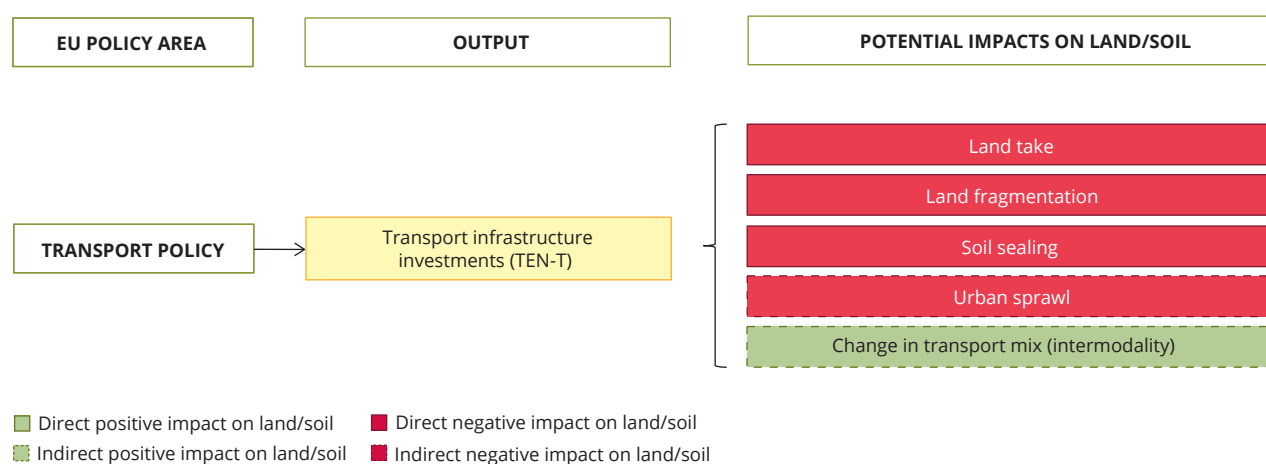 EU POLICY AREA
OUTPUT
POTENTIAL IMPACTS ON LAND/SOIL
TRANSPORT POLICY
Transport infrastructure
investments (TEN-T)
Land take
Land fragmentation
Soil sealing
Urban sprawl
Change in transport mix (intermodality)
Direct positive impact on land/soil
Direct negative impact on land/soil
Indirect positive impact on land/soil
Indirect negative impact on land/soil